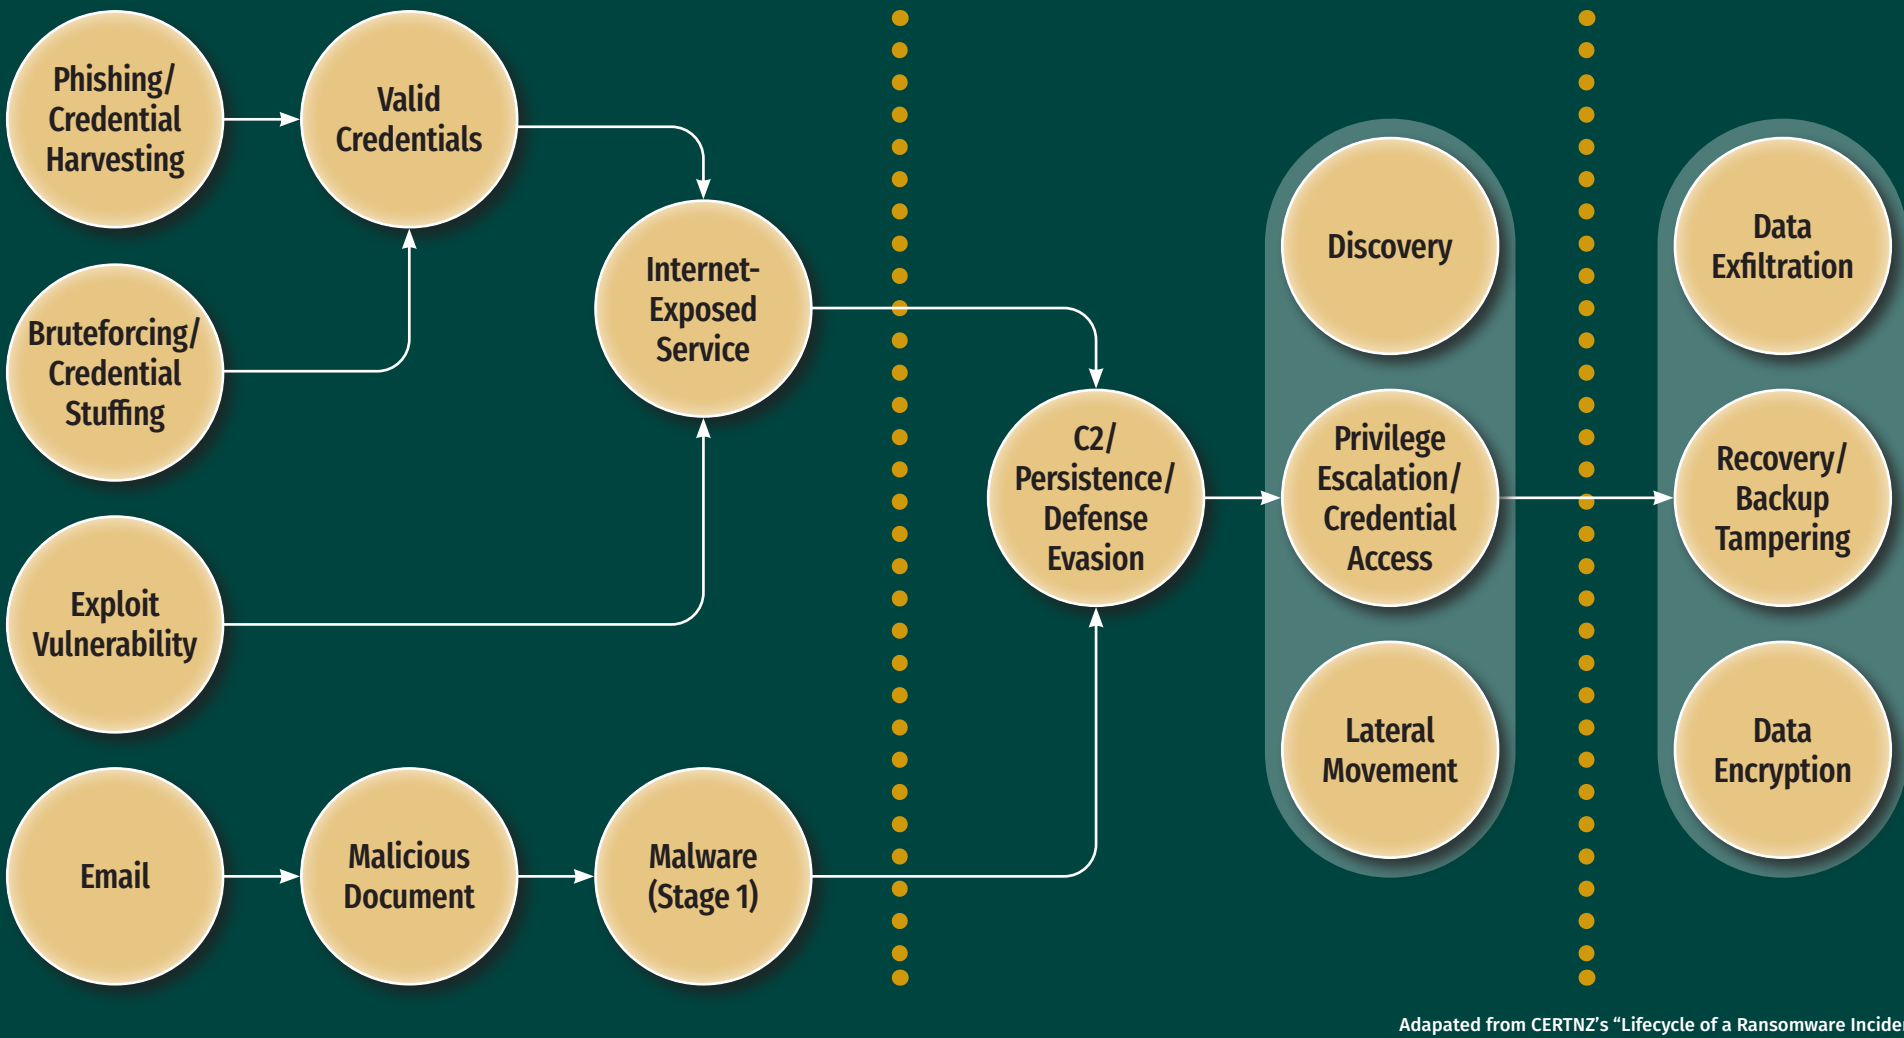 Phishing/
Credential
Harvesting
Valid
Credentials
Bruteforcing/
Credential
Stuffing
Internet-
Exposed
Service
Exploit
Vulnerability
Email
Malicious
Document
Malware
(Stage 1)
C2/
Persistence/
Defense
Evasion
Discovery
Privilege
Escalation/
Credential
Access
Lateral
Movement
Data
Exfiltration
Recovery/
Backup
Tampering
Data
Encryption
Adapated from CERTNZ's “Lifecycle of a Ransomware